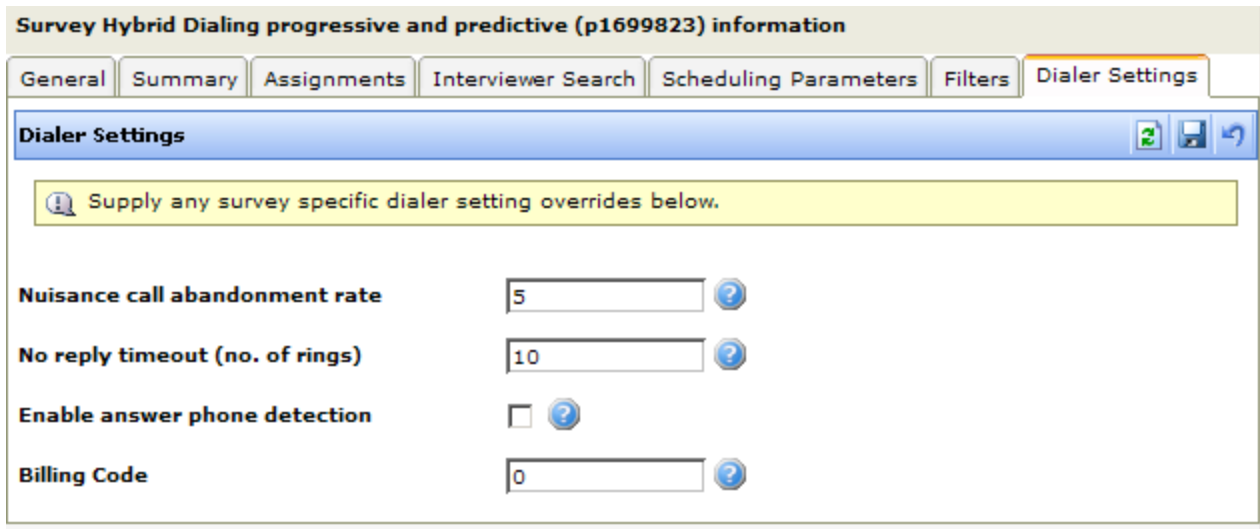 Survey Hybrid Dialing progressive and predictive (p1699823) information
General Summary Assignments Interviewer Search Scheduling Parameters Filters Dialer Settings
Dialer Settings
Supply any survey specific dialer setting overrides below.
Nuisance call abandonment rate 5
No reply timeout (no. of rings) 10
Enable answer phone detection
Billing Code 0